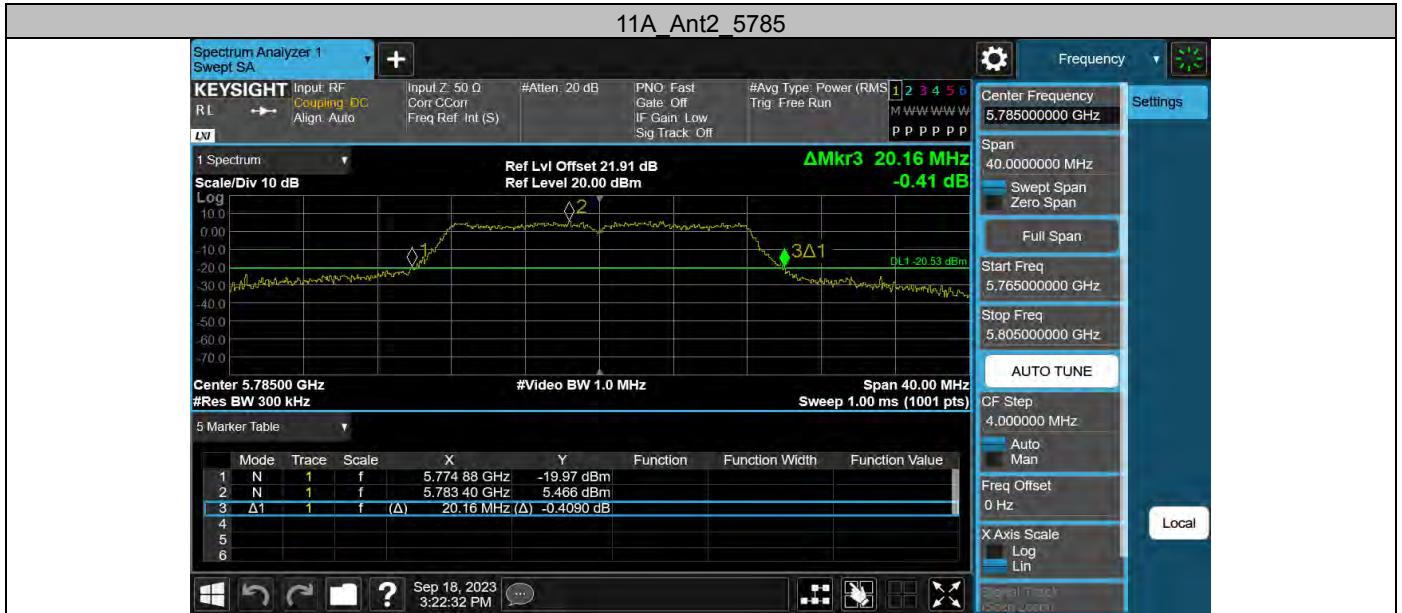 11A_Ant2_5785
Spectrum Analyzer 1
Swept SA
+
Frequency
KEYSIGHT
RL
LXI
Input: RF
Coupling: DC
Align: Auto
Input Z: 50 Ω
Corr CCorr
Freq Ref: Int (S)
#Atten: 20 dB
PNO: Fast
Gate: Off
IF Gain: Low
Sig Track: Off
#Avg Type: Power (RMS
Trig: Free Run
1 2 3 4 5 6
M W W W W W
P P P P P P
Center Frequency
5.785000000 GHz
Settings
1 Spectrum
Scale/Div 10 dB
Ref Lvl Offset 21.91 dB
Ref Level 20.00 dBm
ΔMkr3 20.16 MHz
-0.41 dB
Span
40.0000000 MHz
Swept Span
Zero Span
Full Span
Start Freq
5.765000000 GHz
Stop Freq
5.805000000 GHz
AUTO TUNE
CF Step
4.000000 MHz
Auto
Man
Freq Offset
0 Hz
X Axis Scale
Log
Lin
Signal Track
(Span Zoom)
Local
Log
10.0
0.00
-10.0
-20.0
-30.0
-40.0
-50.0
-60.0
-70.0
1
2
3Δ1
DL1 -20.53 dBm
Center 5.78500 GHz
#Video BW 1.0 MHz
Span 40.00 MHz
#Res BW 300 kHz
Sweep 1.00 ms (1001 pts)
5 Marker Table
Mode Trace Scale X Y Function Function Width Function Value
1 N 1 f 5.774 88 GHz -19.97 dBm
2 N 1 f 5.783 40 GHz 5.466 dBm
3 Δ1 1 f (Δ) 20.16 MHz (Δ) -0.4090 dB
4
5
6
?
Sep 18, 2023
3:22:32 PM